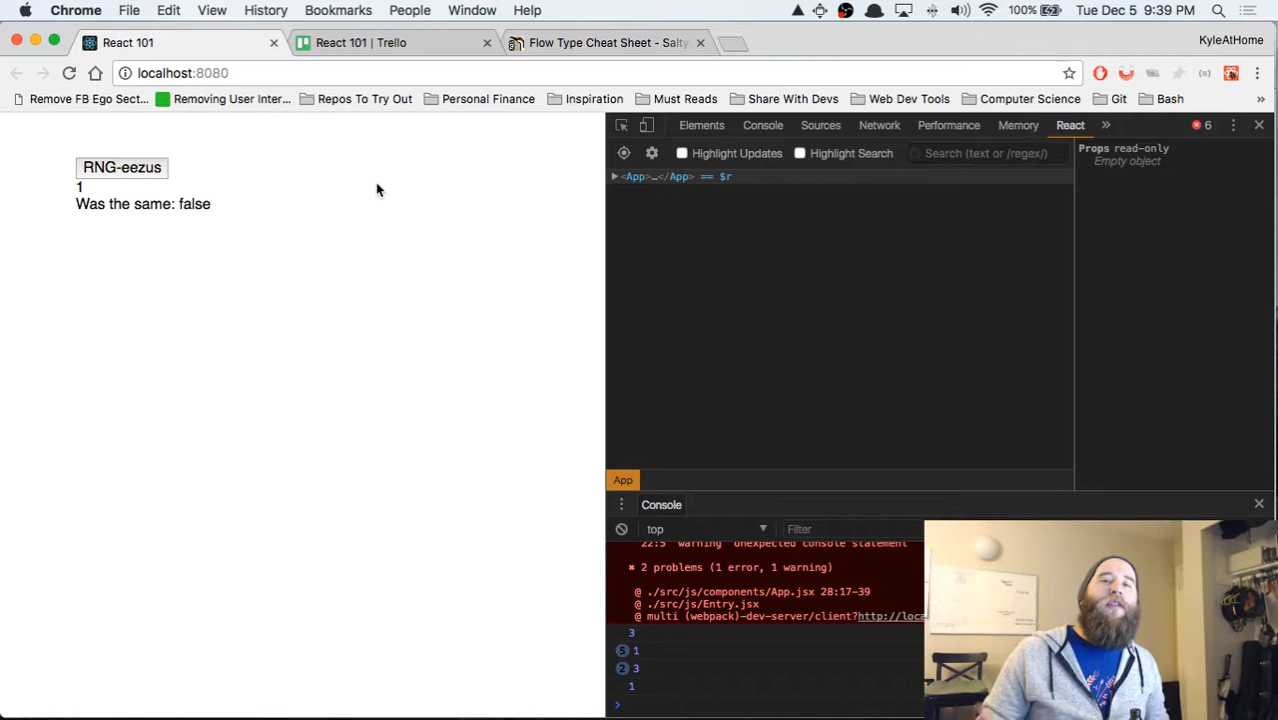 Chrome File Edit View History Bookmarks People Window Help 100% Tue Dec 5 9:39 PM
React 101 React 101 | Trello Flow Type Cheat Sheet - Salty KyleAtHome
localhost:8080
Remove FB Ego Sect... Removing User Inter... Repos To Try Out Personal Finance Inspiration Must Reads Share With Devs Web Dev Tools Computer Science Git Bash »
Elements Console Sources Network Performance Memory React » 6
Highlight Updates Highlight Search Search (text or /regex/)
Props read-only
Empty object
<App>…</App> == $r
RNG-eezus
1
Was the same: false
App
Console
top Filter
22:5 warning Unexpected console statement
✖ 2 problems (1 error, 1 warning)
@ ./src/js/components/App.jsx 28:17-39
@ ./src/js/Entry.jsx
@ multi (webpack)-dev-server/client?http://loca
3
5 1
2 3
1
>